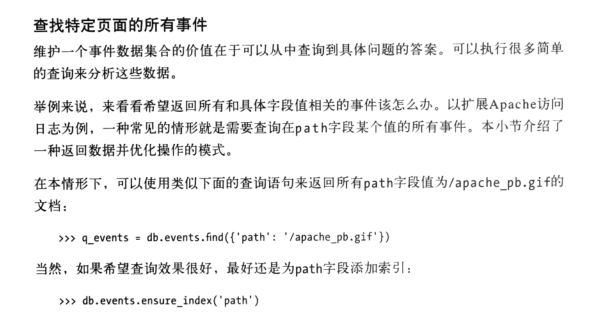 查找特定页面的所有事件
维护一个事件数据集合的价值在于可以从中查询到具体问题的答案。可以执行很多简单
的查询来分析这些数据。
举例来说，来看看希望返回所有和具体字段值相关的事件该怎么办。以扩展Apache访问
日志为例，一种常见的情形就是需要查询在path字段某个值的所有事件。本小节介绍了
一种返回数据并优化操作的模式。
在本情形下，可以使用类似下面的查询语句来返回所有path字段值为/apache_pb.gif的
文档：
>>> q_events = db.events.find({'path': '/apache_pb.gif'})
当然，如果希望查询效果很好，最好还是为path字段添加索引：
>>> db.events.ensure_index('path')